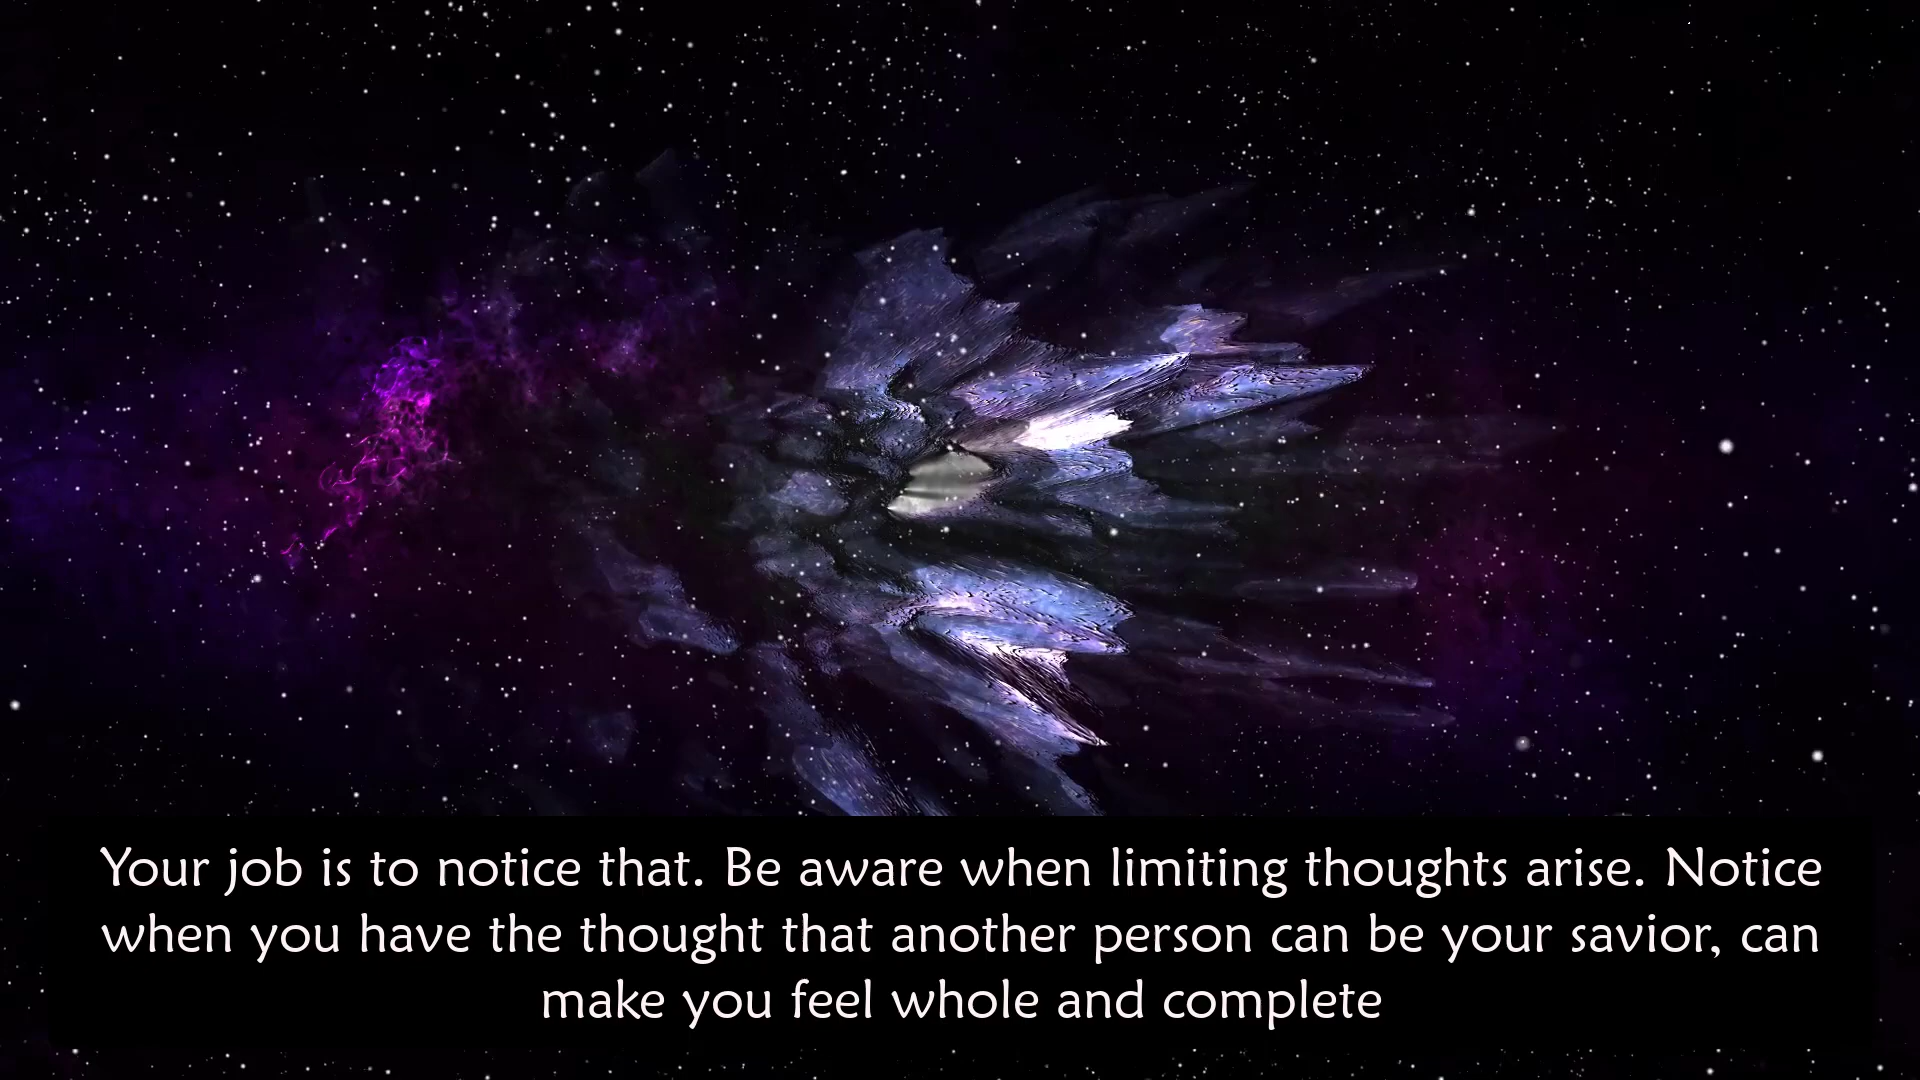 Your job is to notice that. Be aware when limiting thoughts arise. Notice
when you have the thought that another person can be your savior, can
make you feel whole and complete